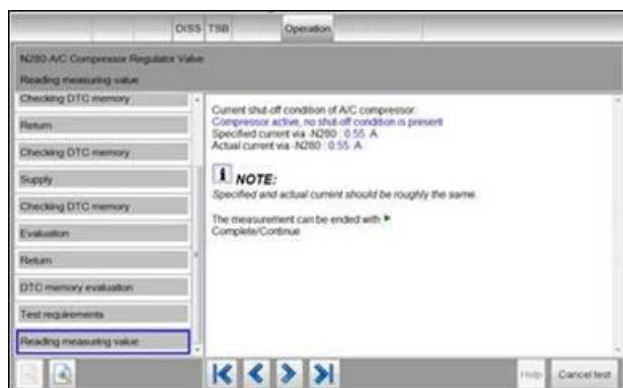 DISS TSB Operation
N280 A/C Compressor Regulator Valve
Reading measuring value
Checking DTC memory
Return
Checking DTC memory
Supply
Checking DTC memory
Evaluation
Return
DTC memory evaluation
Test requirements
Reading measuring value
Current shut-off condition of A/C compressor:
Compressor active, no shut-off condition is present
Specified current via -N280 : 0.55 A
Actual current via -N280 : 0.55 A
i NOTE:
Specified and actual current should be roughly the same.
The measurement can be ended with
Complete/Continue
Help Cancel test